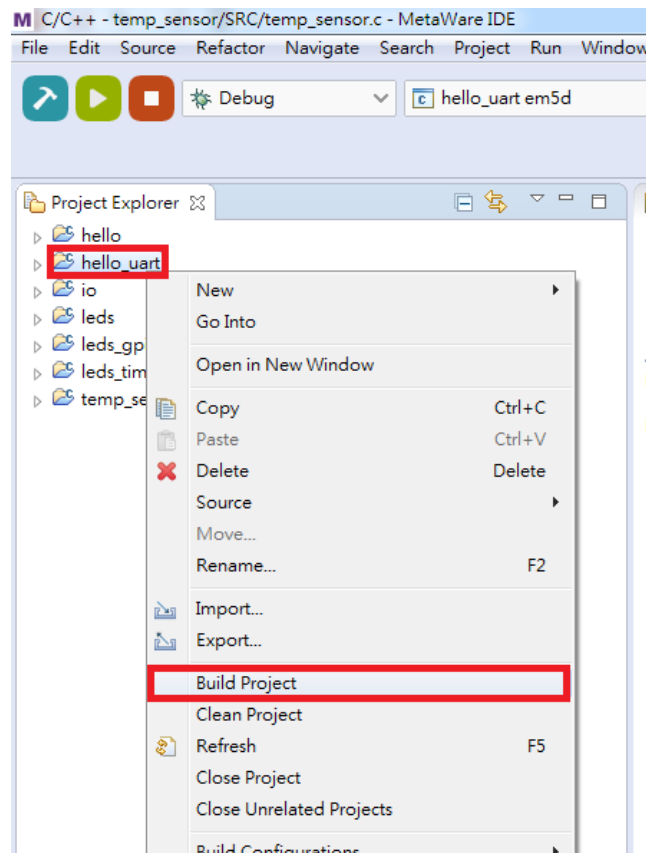 M C/C++ - temp_sensor/SRC/temp_sensor.c - MetaWare IDE
File Edit Source Refactor Navigate Search Project Run Window
Debug hello_uart em5d
Project Explorer
hello
hello_uart
io
leds
leds_gp
leds_tim
temp_se
New
Go Into
Open in New Window
Copy Ctrl+C
Paste Ctrl+V
Delete Delete
Source
Move...
Rename... F2
Import...
Export...
Build Project
Clean Project
Refresh F5
Close Project
Close Unrelated Projects
Build Configurations